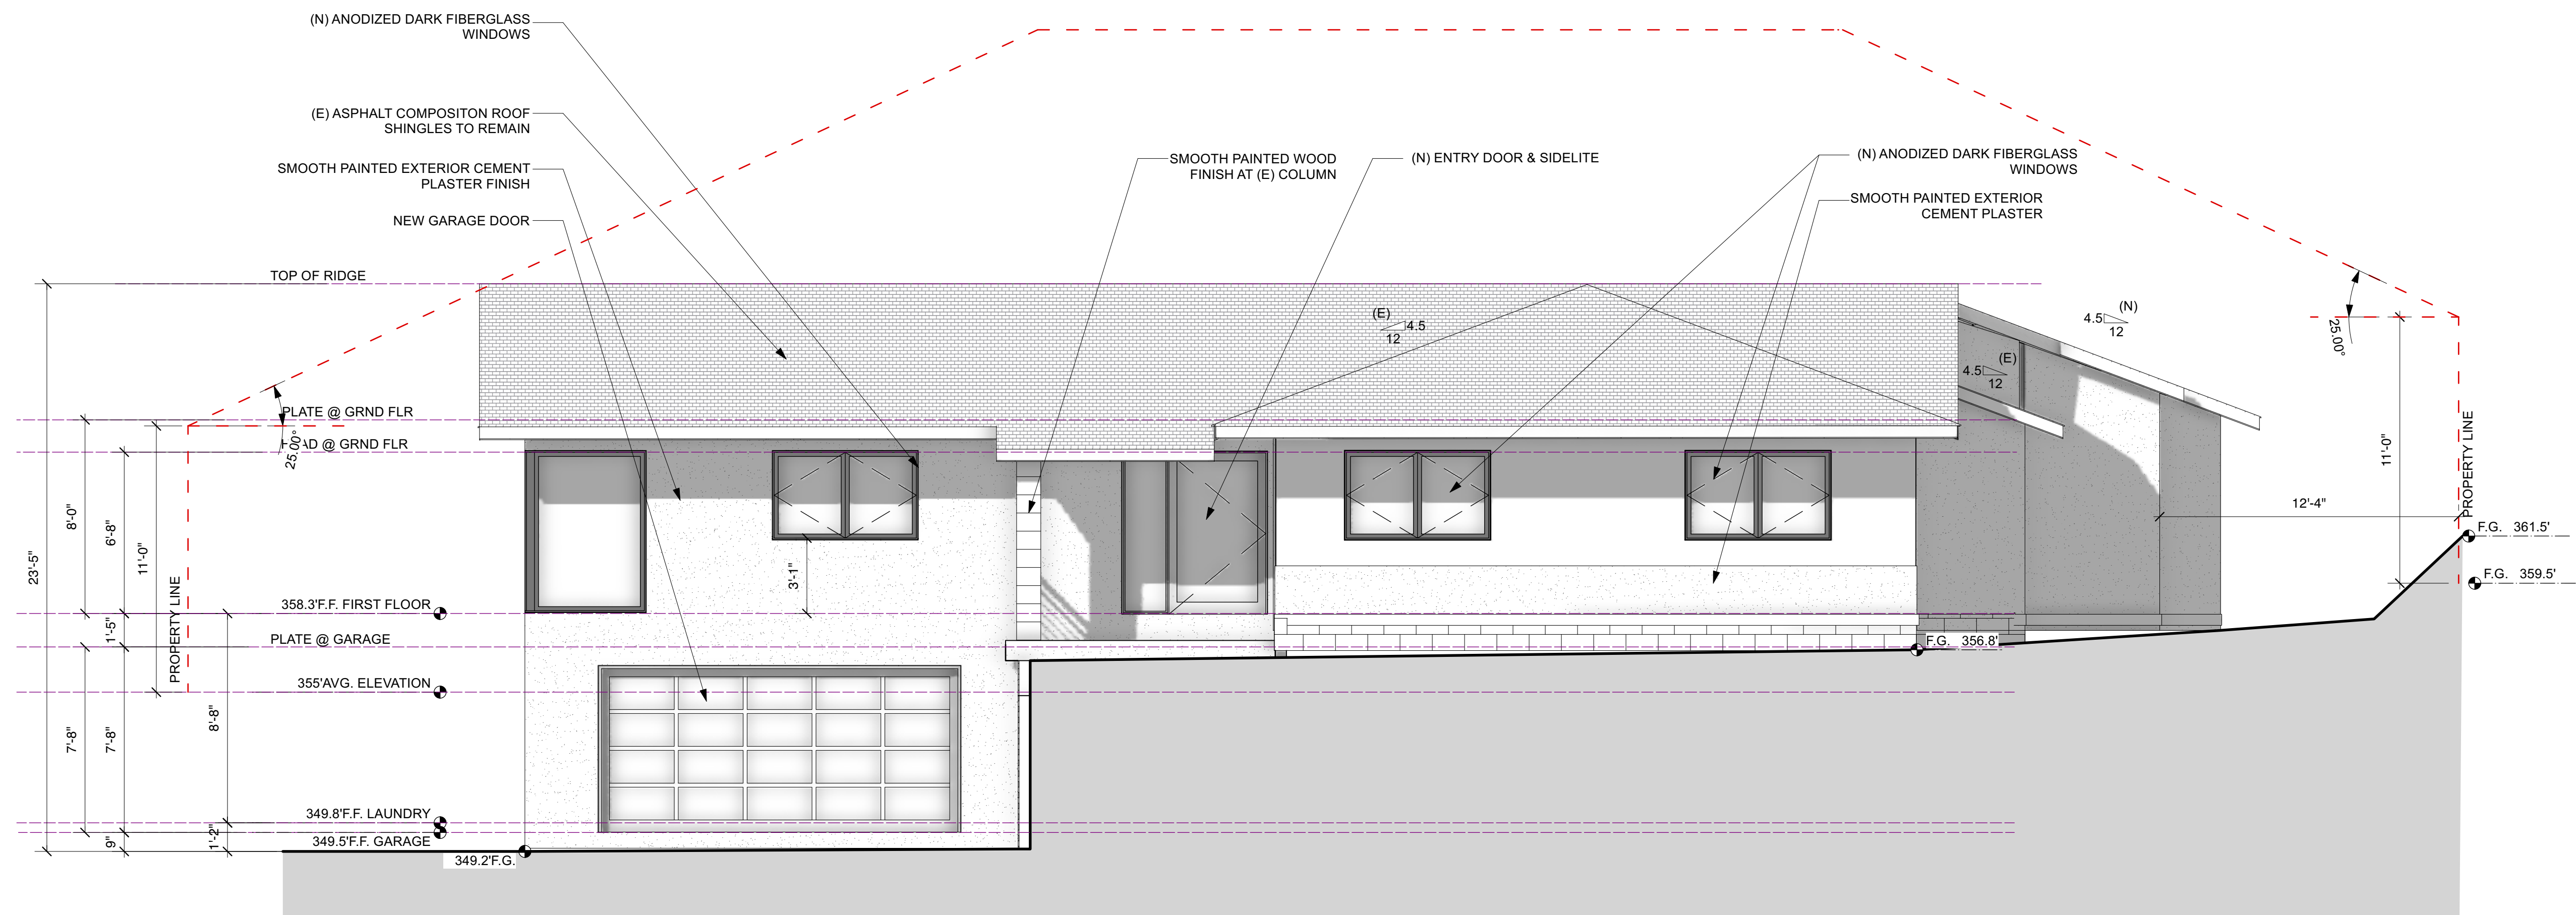 (N) ANODIZED DARK FIBERGLASS
WINDOWS
(E) ASPHALT COMPOSITON ROOF
SHINGLES TO REMAIN
SMOOTH PAINTED EXTERIOR CEMENT
PLASTER FINISH
NEW GARAGE DOOR
SMOOTH PAINTED WOOD
FINISH AT (E) COLUMN
(N) ENTRY DOOR & SIDELITE
(N) ANODIZED DARK FIBERGLASS
WINDOWS
SMOOTH PAINTED EXTERIOR
CEMENT PLASTER
TOP OF RIDGE
(E)
4.5
12
(N)
4.5
12
(E)
4.5
12
25.00°
PLATE @ GRND FLR
HEAD @ GRND FLR
25.00°
PROPERTY LINE
11'-0"
12'-4"
F.G. 361.5'
F.G. 359.5'
23'-5"
8'-0"
6'-8"
11'-0"
3'-1"
PROPERTY LINE
358.3'F.F. FIRST FLOOR
1'-5"
PLATE @ GARAGE
F.G. 356.8'
355'AVG. ELEVATION
7'-8"
7'-8"
8'-8"
349.8'F.F. LAUNDRY
349.5'F.F. GARAGE
9"
1'-2"
349.2'F.G.